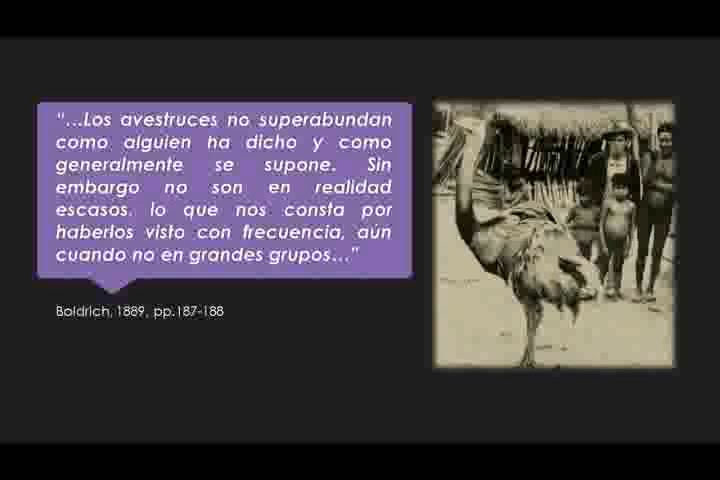 “...Los avestruces no superabundan
como alguien ha dicho y como
generalmente se supone. Sin
embargo no son en realidad
escasos, lo que nos consta por
haberlos visto con frecuencia, aún
cuando no en grandes grupos...”
Boldrich, 1889, pp.187-188